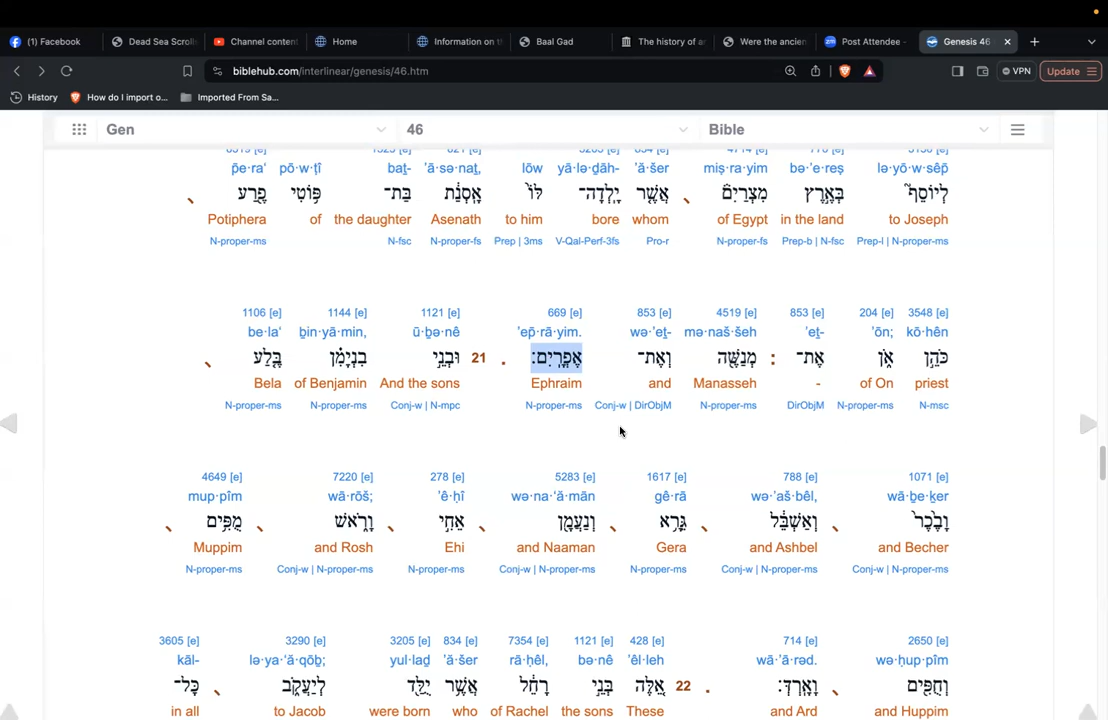 (1) Facebook Dead Sea Scroll Channel content Home Information on t Baal Gad The history of a Were the ancien Post Attendee - Genesis 46
biblehub.com/interlinear/genesis/46.htm VPN Update
History How do I import o... Imported From Sa...
Gen 46 Bible
pe·ra‘ pō·w·ṭî baṯ- ’ā·sə·naṯ, lōw yā·lə·ḏāh- ’ă·šer miṣ·ra·yim bə·’e·reṣ lə·yō·w·sêp̄
פֶ֖רַע פּ֥וֹטִי בַּת־ אָֽסְנַ֔ת לּוֹ֙ יָֽלְדָה־ אֲשֶׁ֤ר 、 מִצְרַיִם֒ בְּאֶ֣רֶץ לְיוֹסֵף֮
、 Potiphera of the daughter Asenath to him bore whom of Egypt in the land to Joseph
N-proper-ms N-fsc N-proper-fs Prep | 3ms V-Qal-Perf-3fs Pro-r N-proper-fs Prep-b | N-fsc Prep-l | N-proper-ms
1106 [e] 1144 [e] 1121 [e] 669 [e] 853 [e] 4519 [e] 853 [e] 204 [e] 3548 [e]
be·la‘ ḇin·yā·min, ū·ḇə·nê ’ep̄·rā·yim. wə·’eṯ- mə·naš·šeh ’eṯ- ’ōn; kō·hên
、 בֶּ֤לַע בִנְיָמִ֗ן וּבְנֵ֣י 21 . אֶפְרָֽיִם׃ וְאֶת־ מְנַשֶּׁ֖ה : אֶת־ אֹ֑ן כֹּהֵ֣ן
Bela of Benjamin And the sons Ephraim and Manasseh - of On priest
N-proper-ms N-proper-ms Conj-w | N-mpc N-proper-ms Conj-w | DirObjM N-proper-ms DirObjM N-proper-ms N-msc
4649 [e] 7220 [e] 278 [e] 5283 [e] 1617 [e] 788 [e] 1071 [e]
mup·pîm wā·rōš; ’ê·ḥî wə·na·‘ă·mān gê·rā wə·’aš·bêl, wā·ḇe·ḵer
、 מֻפִּ֥ים 、 וָרֹ֑אשׁ 、 אֵחִ֣י 、 וְנַעֲמָ֖ן 、 גֵּרָ֥א 、 וְאַשְׁבֵּ֔ל 、 וָבֶ֙כֶר֙
Muppim and Rosh Ehi and Naaman Gera and Ashbel and Becher
N-proper-ms Conj-w | N-proper-ms N-proper-ms Conj-w | N-proper-ms N-proper-ms Conj-w | N-proper-ms Conj-w | N-proper-ms
3605 [e] 3290 [e] 3205 [e] 834 [e] 7354 [e] 1121 [e] 428 [e] 714 [e] 2650 [e]
kāl- lə·ya·‘ă·qōḇ; yul·laḏ ’ă·šer rā·ḥêl, bə·nê ’êl·leh wā·’ā·rəd. wə·ḥup·pîm
כָּל־ 、 לְיַעֲקֹ֑ב יֻלַּ֖ד אֲשֶׁ֥ר רָחֵ֔ל בְּנֵ֣י אֵ֚לֶּה 22 . וָאָֽרְדְּ׃ 、 וְחֻפִּ֖ים
in all to Jacob were born who of Rachel the sons These and Ard and Huppim